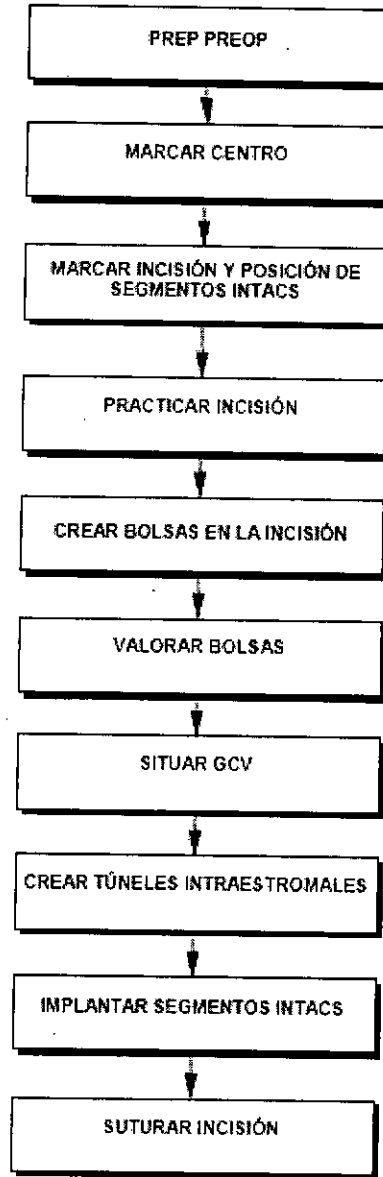 PREP PREOP
MARCAR CENTRO
MARCAR INCISIÓN Y POSICIÓN DE
SEGMENTOS INTACS
PRACTICAR INCISIÓN
CREAR BOLSAS EN LA INCISIÓN
VALORAR BOLSAS
SITUAR GCV
CREAR TÚNELES INTRAESTROMALES
IMPLANTAR SEGMENTOS INTACS
SUTURAR INCISIÓN